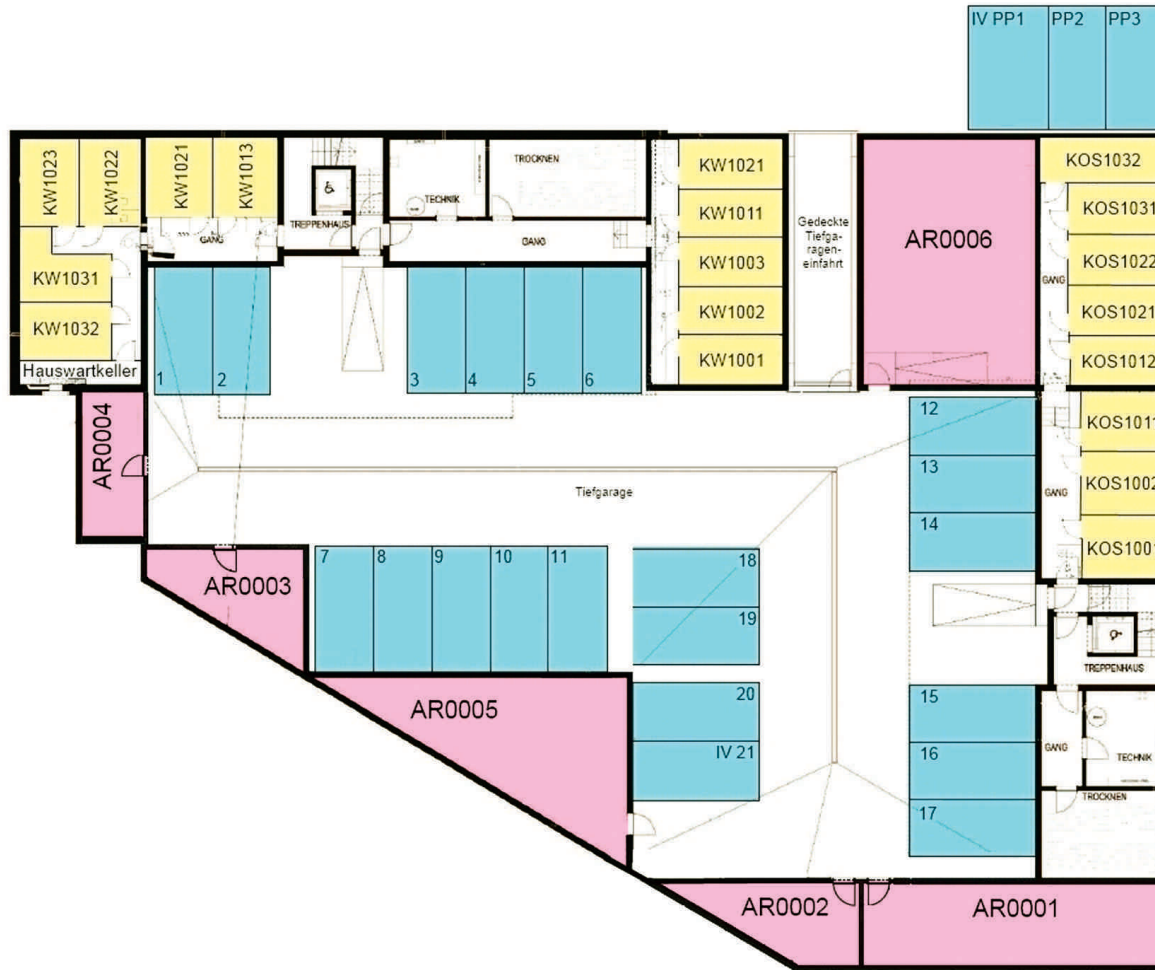 IV PP1
PP2
PP3
KW1023
KW1022
KW1021
KW1013
TREPPENHAUS
GANG
TECHNIK
TROCKNEN
GANG
KW1021
KW1011
KW1003
KW1002
KW1001
Gedeckte
Tiefga-
ragen-
einfahrt
AR0006
KOS1032
KOS1031
KOS1022
KOS1021
KOS1012
GANG
KW1031
KW1032
Hauswartkeller
1
2
3
4
5
6
AR0004
12
13
14
KOS1011
KOS1002
KOS1001
GANG
Tiefgarage
AR0003
7
8
9
10
11
18
19
20
IV 21
TREPPENHAUS
15
16
17
GANG
TECHNIK
TROCKNEN
AR0005
AR0002
AR0001